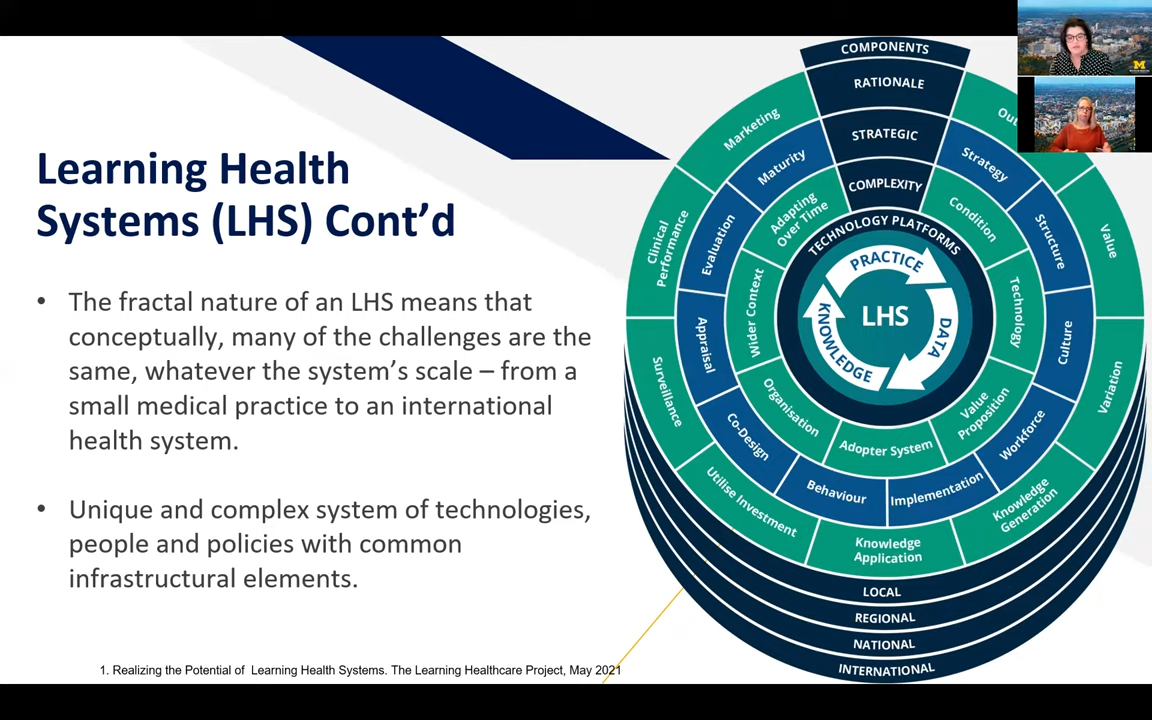 Learning Health
Systems (LHS) Cont'd
• The fractal nature of an LHS means that
conceptually, many of the challenges are the
same, whatever the system's scale – from a
small medical practice to an international
health system.
• Unique and complex system of technologies,
people and policies with common
infrastructural elements.
1. Realizing the Potential of Learning Health Systems. The Learning Healthcare Project, May 2021
COMPONENTS
RATIONALE
STRATEGIC
COMPLEXITY
TECHNOLOGY PLATFORMS
PRACTICE
DATA
KNOWLEDGE
LHS
Value
Variation
Knowledge
Generation
Knowledge
Application
Utilise Investment
Surveillance
Clinical
Performance
Marketing
Strategy
Structure
Culture
Workforce
Implementation
Behaviour
Co-Design
Appraisal
Evaluation
Maturity
Condition
Technology
Value
Proposition
Adopter System
Organisation
Wider Context
Adapting
Over Time
LOCAL
REGIONAL
NATIONAL
INTERNATIONAL
M